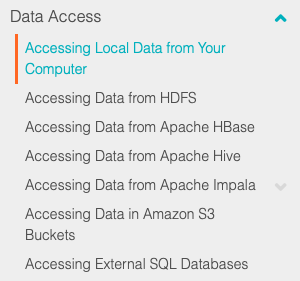 Data Access
Accessing Local Data from Your
Computer
Accessing Data from HDFS
Accessing Data from Apache HBase
Accessing Data from Apache Hive
Accessing Data from Apache Impala
Accessing Data in Amazon S3
Buckets
Accessing External SQL Databases